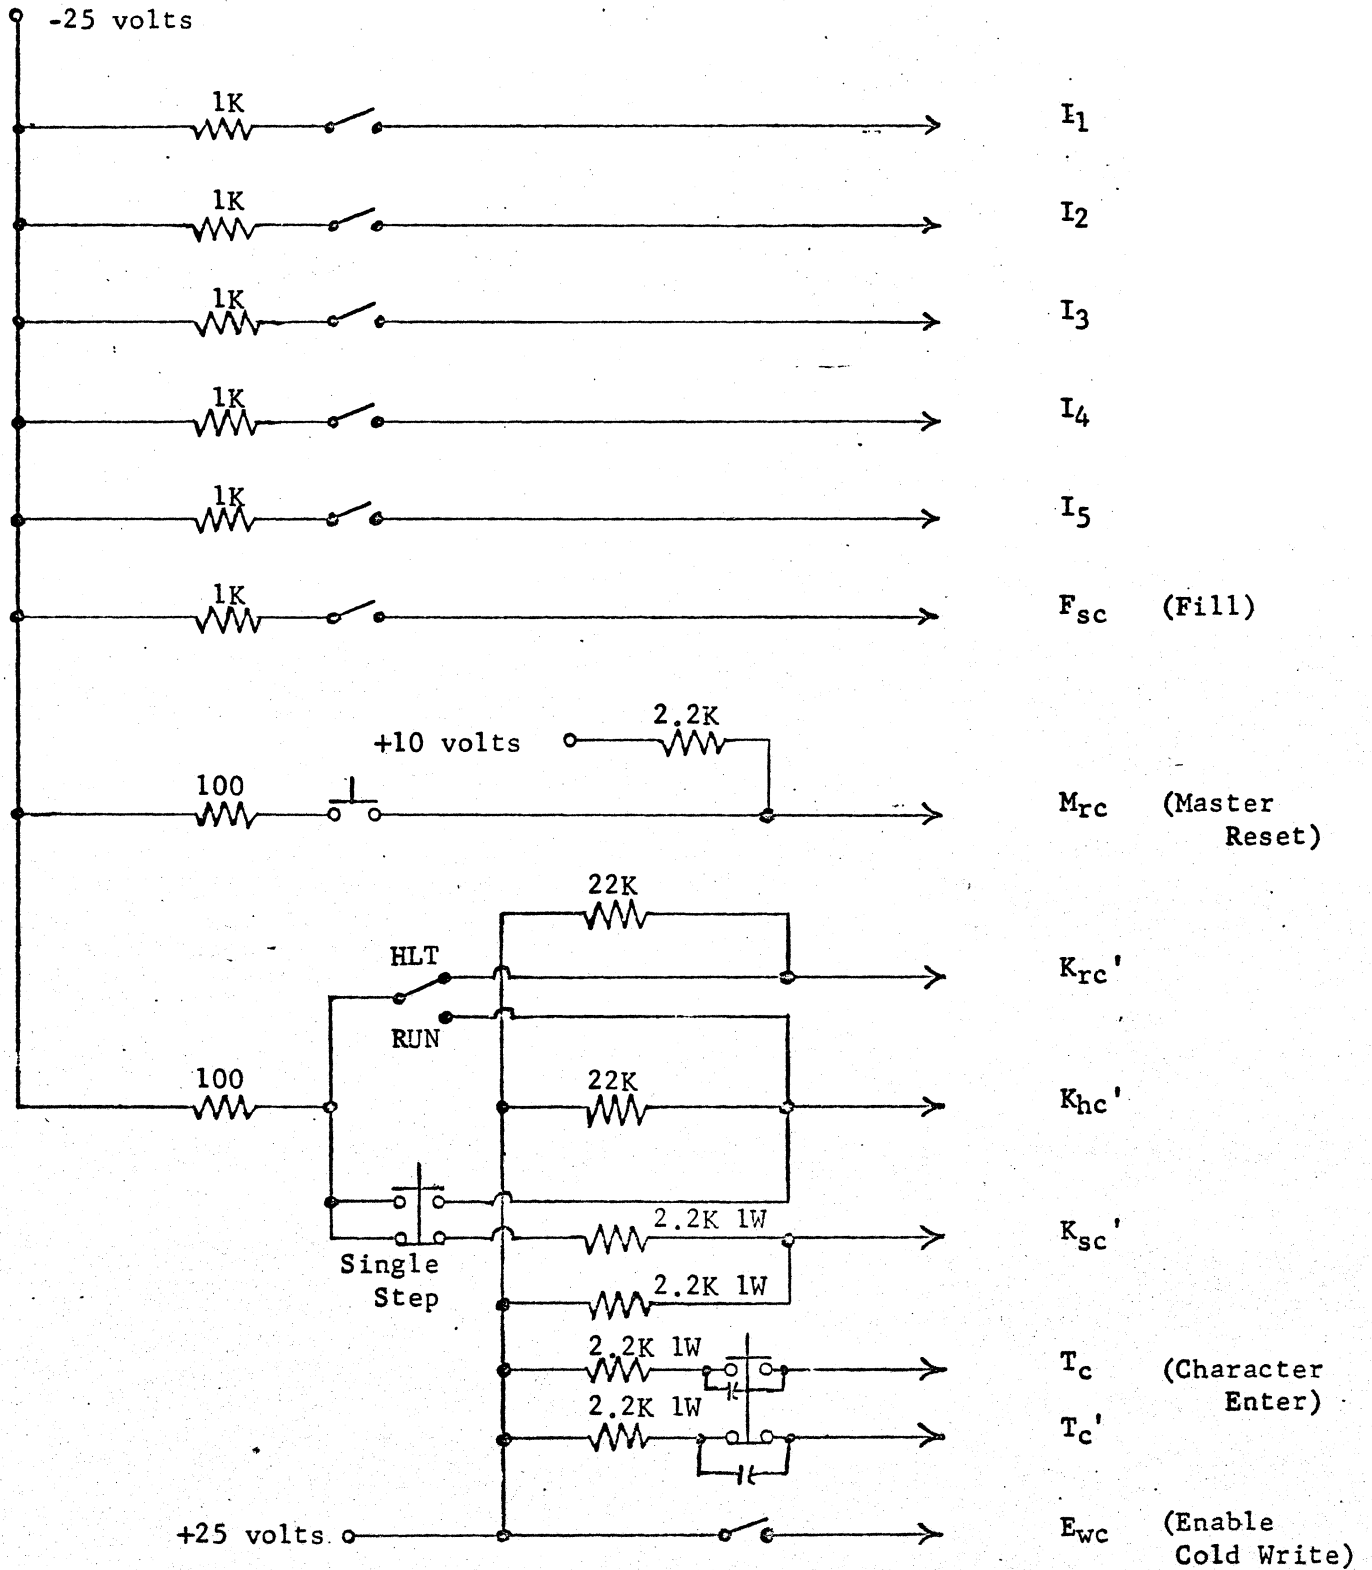 -25 volts
1K
I1
1K
I2
1K
I3
1K
I4
1K
I5
1K
Fsc (Fill)
2.2K
+10 volts
100
Mrc (Master
Reset)
22K
HLT
Krc'
RUN
100
22K
Khc'
2.2K 1W
Ksc'
Single
Step
2.2K 1W
2.2K 1W
Tc (Character
Enter)
2.2K 1W
Tc'
+25 volts
Ewc (Enable
Cold Write)